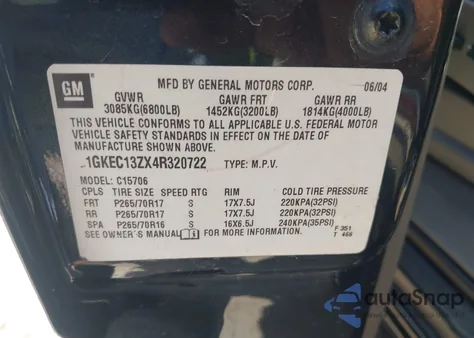 GM
MFD BY GENERAL MOTORS CORP. 06/04
GVWR GAWR FRT GAWR RR
3085KG(6800LB) 1452KG(3200LB) 1814KG(4000LB)
THIS VEHICLE CONFORMS TO ALL APPLICABLE U.S. FEDERAL MOTOR
VEHICLE SAFETY STANDARDS IN EFFECT ON THE DATE OF
MANUFACTURE SHOWN ABOVE.
1GKEC13ZX4R320722 TYPE: M.P.V.
MODEL: C15706
CPLS TIRE SIZE SPEED RTG RIM COLD TIRE PRESSURE
FRT P265/70R17 S 17X7.5J 220KPA(32PSI)
RR P265/70R17 S 17X7.5J 220KPA(32PSI)
SPA P265/70R16 S 16X6.5J 240KPA(35PSI)
SEE OWNER'S MANUAL i FOR MORE INFORMATION.
F 351
T 466
autoSnap